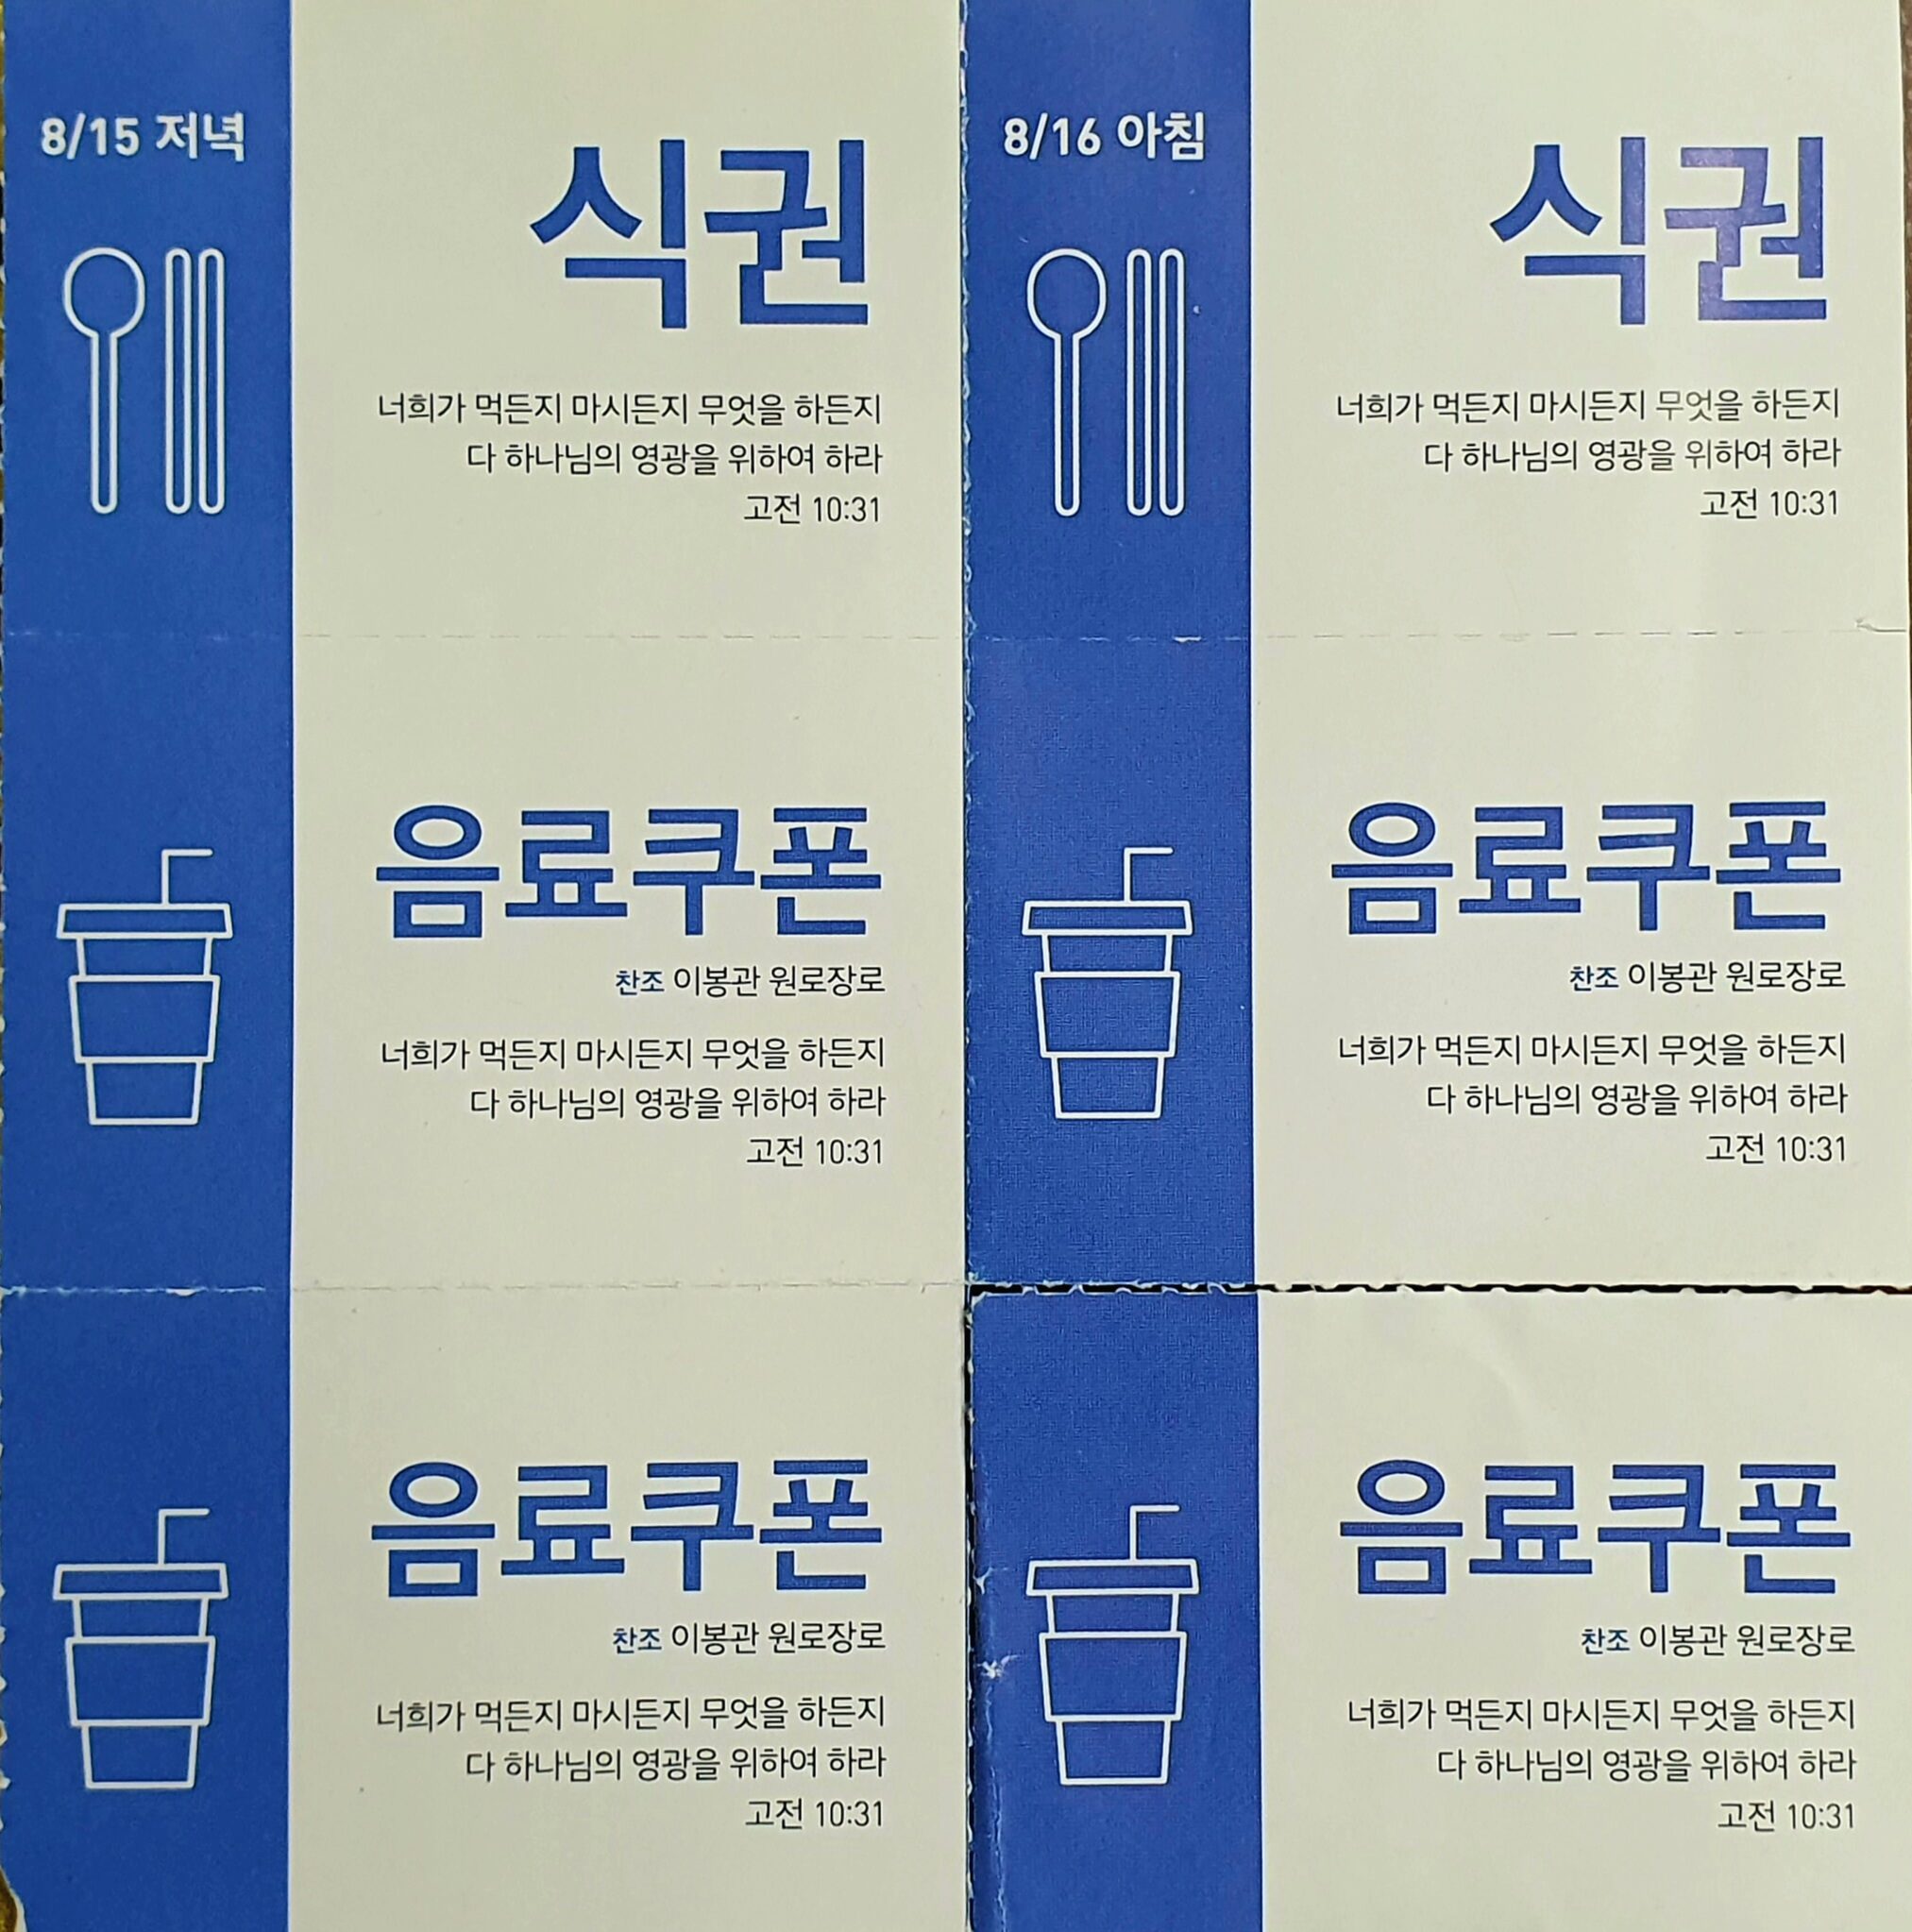 8/15 저녁
식권
너희가 먹든지 마시든지 무엇을 하든지
다 하나님의 영광을 위하여 하라
고전 10:31
8/16 아침
식권
너희가 먹든지 마시든지 무엇을 하든지
다 하나님의 영광을 위하여 하라
고전 10:31
음료쿠폰
찬조 이봉관 원로장로
너희가 먹든지 마시든지 무엇을 하든지
다 하나님의 영광을 위하여 하라
고전 10:31
음료쿠폰
찬조 이봉관 원로장로
너희가 먹든지 마시든지 무엇을 하든지
다 하나님의 영광을 위하여 하라
고전 10:31
음료쿠폰
찬조 이봉관 원로장로
너희가 먹든지 마시든지 무엇을 하든지
다 하나님의 영광을 위하여 하라
고전 10:31
음료쿠폰
찬조 이봉관 원로장로
너희가 먹든지 마시든지 무엇을 하든지
다 하나님의 영광을 위하여 하라
고전 10:31